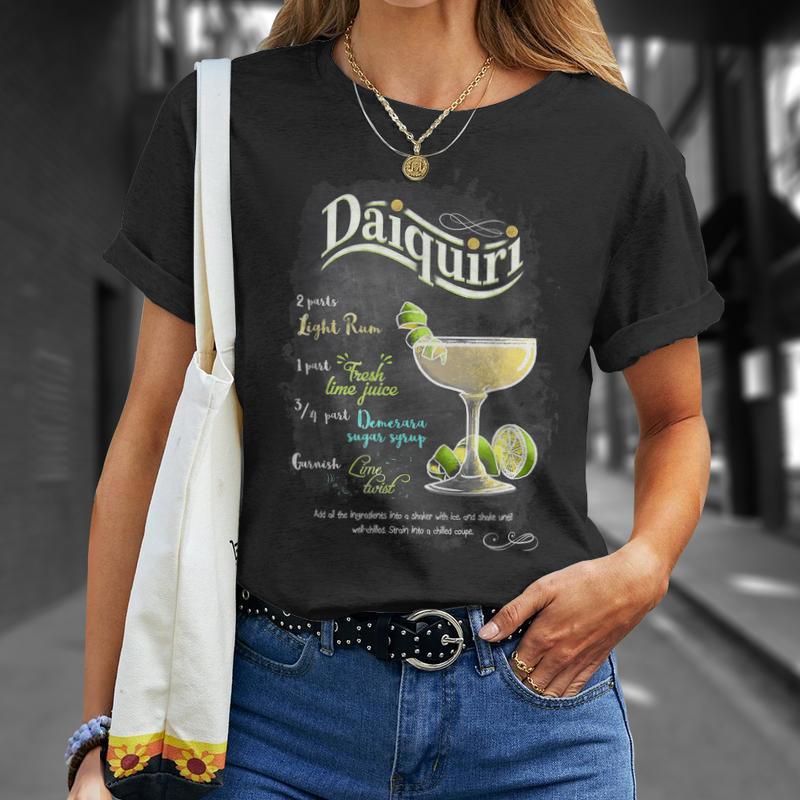 Daiquiri
2 parts
Light Rum
1 part Fresh
lime juice
3/4 part Demerara
sugar syrup
Garnish Lime
twist
Add all the ingredients into a shaker with ice, and shake until
well-chilled. Strain into a chilled coupe.